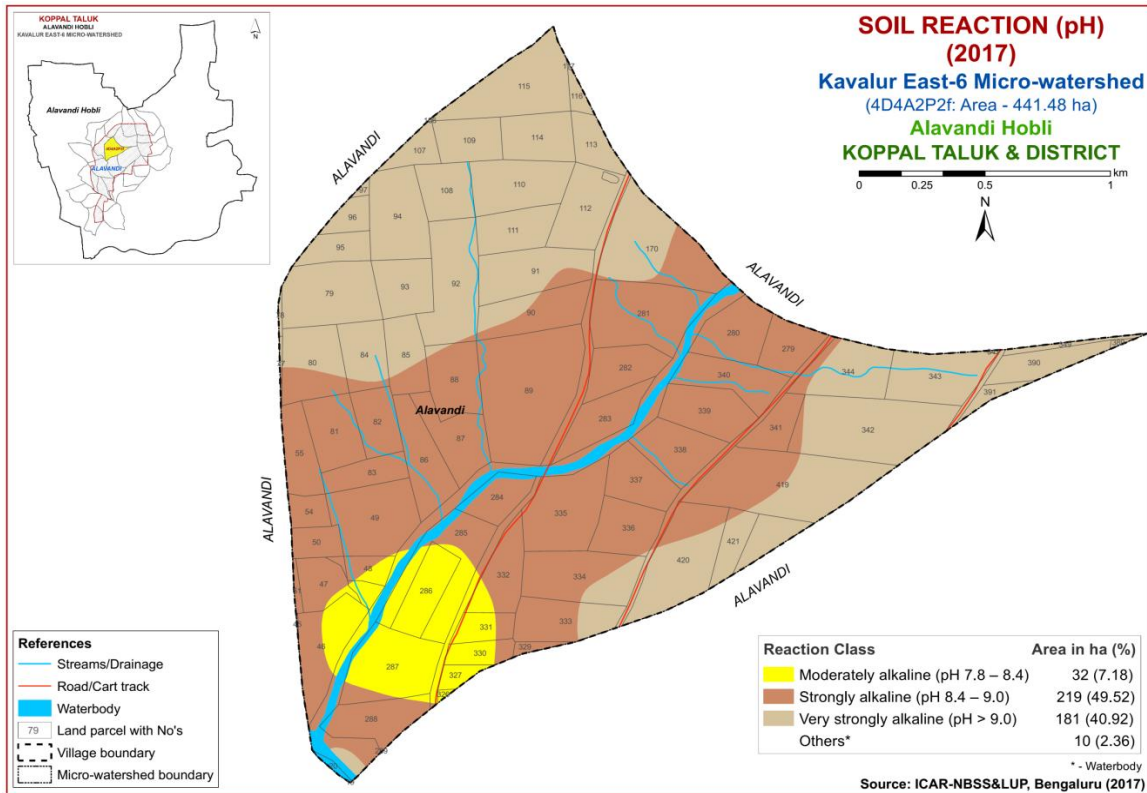 KOPPAL TALUK
ALAVANDI HOBLI
KAVALUR EAST-6 MICRO-WATERSHED
N
Alavandi Hobli
ALAVANDI
SOIL REACTION (pH)
(2017)
Kavalur East-6 Micro-watershed
(4D4A2P2f: Area - 441.48 ha)
Alavandi Hobli
KOPPAL TALUK & DISTRICT
km
0 0.25 0.5 1
N
ALAVANDI
ALAVANDI
ALAVANDI
ALAVANDI
Alavandi
115
116
109
114
107
113
108
110
97
96
94
112
111
95
170
91
79
93
92
90
281
280
84
85
80
279
88
89
282
340
344
343
390
391
81
82
87
283
339
341
342
55
86
338
83
337
419
54
49
284
335
336
50
285
421
420
48
47
286
332
334
46
331
333
287
330
329
327
288
References
Streams/Drainage
Road/Cart track
Waterbody
79 Land parcel with No's
Village boundary
Micro-watershed boundary
Reaction Class Area in ha (%)
Moderately alkaline (pH 7.8 – 8.4) 32 (7.18)
Strongly alkaline (pH 8.4 – 9.0) 219 (49.52)
Very strongly alkaline (pH > 9.0) 181 (40.92)
Others* 10 (2.36)
* - Waterbody
Source: ICAR-NBSS&LUP, Bengaluru (2017)